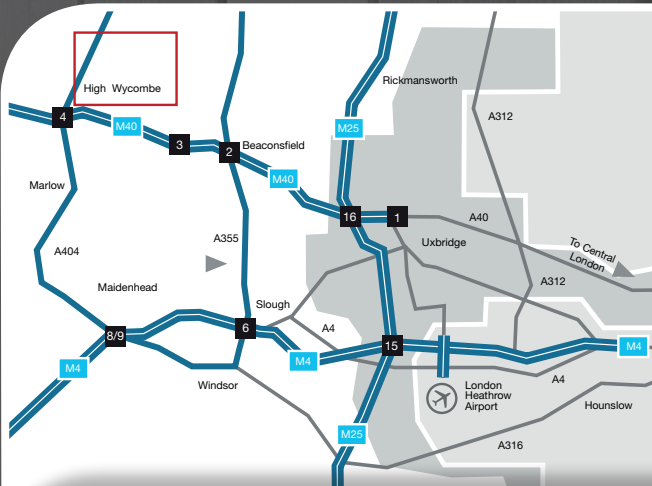 Rickmansworth
High Wycombe
A312
4
M40
M25
3
2
Beaconsfield
M40
Marlow
16
1
A40
A355
Uxbridge
To Central
London
A404
A312
Maidenhead
Slough
8/9
6
A4
15
M4
M4
M4
Windsor
A4
London
Heathrow
Airport
Hounslow
M25
A316